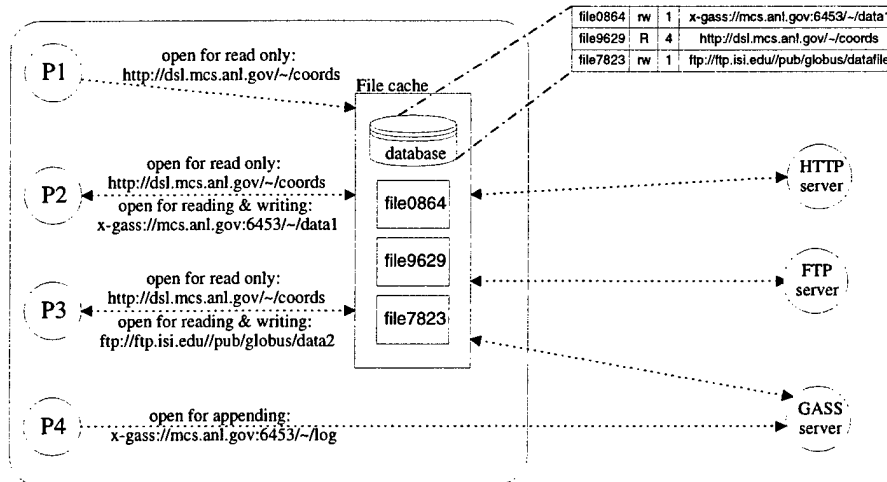 file0864 rw 1 x-gass://mcs.anl.gov:6453/~/data1
file9629 R 4 http://dsl.mcs.anl.gov/~/coords
file7823 rw 1 ftp://ftp.isi.edu//pub/globus/datafile
P1
open for read only:
http://dsl.mcs.anl.gov/~/coords
File cache
database
P2
open for read only:
http://dsl.mcs.anl.gov/~/coords
open for reading & writing:
x-gass://mcs.anl.gov:6453/~/data1
file0864
HTTP
server
file9629
P3
open for read only:
http://dsl.mcs.anl.gov/~/coords
open for reading & writing:
ftp://ftp.isi.edu//pub/globus/data2
file7823
FTP
server
P4
open for appending:
x-gass://mcs.anl.gov:6453/~/log
GASS
server